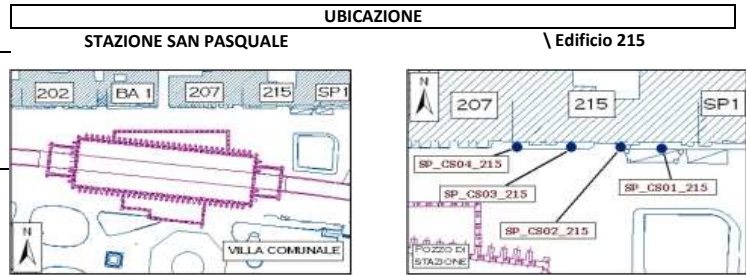 UBICAZIONE
STAZIONE SAN PASQUALE
\ Edificio 215
202
BA 1
207
215
SP1
N
VILLA COMUNALE
N
207
215
SP1
SP_CS04_215
SP_CS03_215
SP_CS01_215
SP_CS02_215
POZZO DI
STAZIONE